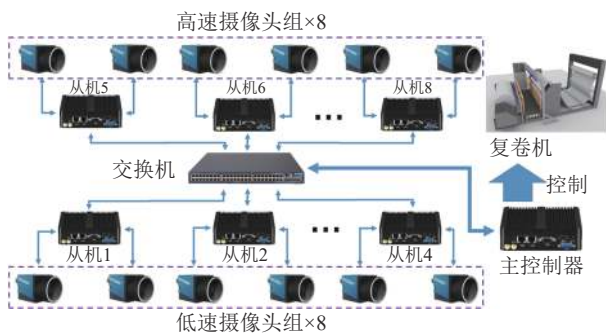 高速摄像头组×8
从机5
从机6
从机8
交换机
复卷机
控制
从机1
从机2
从机4
主控制器
低速摄像头组×8